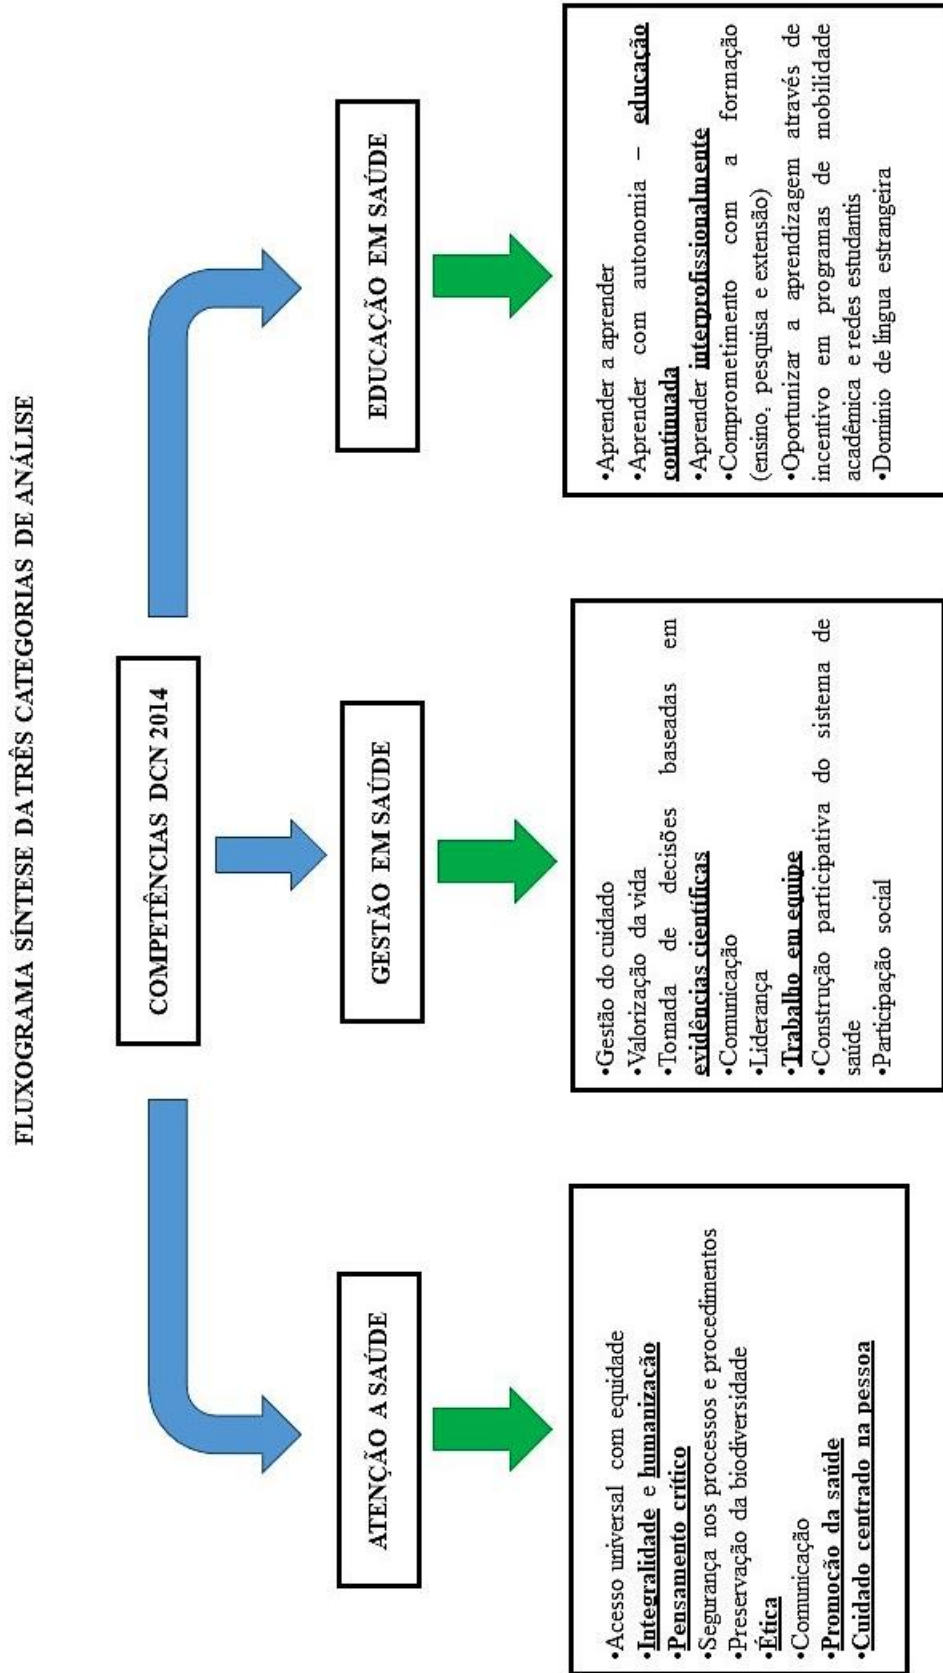 FLUXOGRAMA SÍNTESE DATRÊS CATEGORIAS DE ANÁLISE
COMPETÊNCIAS DCN 2014
ATENÇÃO A SAÚDE
GESTÃO EM SAÚDE
EDUCAÇÃO EM SAÚDE
•Acesso universal com equidade
•Integralidade e humanização
•Pensamento crítico
•Segurança nos processos e procedimentos
•Preservação da biodiversidade
•Ética
•Comunicação
•Promoção da saúde
•Cuidado centrado na pessoa
•Gestão do cuidado
•Valorização da vida
•Tomada de decisões baseadas em
evidências científicas
•Comunicação
•Liderança
•Trabalho em equipe
•Construção participativa do sistema de
saúde
•Participação social
•Aprender a aprender
•Aprender com autonomia – educação
continuada
•Aprender interprofissionalmente
•Comprometimento com a formação
(ensino, pesquisa e extensão)
•Oportunizar a aprendizagem através de
incentivo em programas de mobilidade
acadêmica e redes estudantis
•Domínio de língua estrangeira